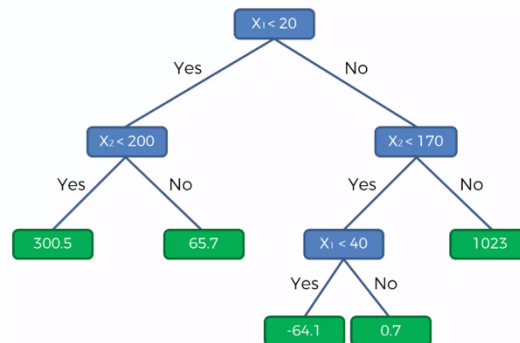 X₁ < 20
Yes
No
X₂ < 200
X₂ < 170
Yes
No
Yes
No
300.5
65.7
X₁ < 40
1023
Yes
No
-64.1
0.7